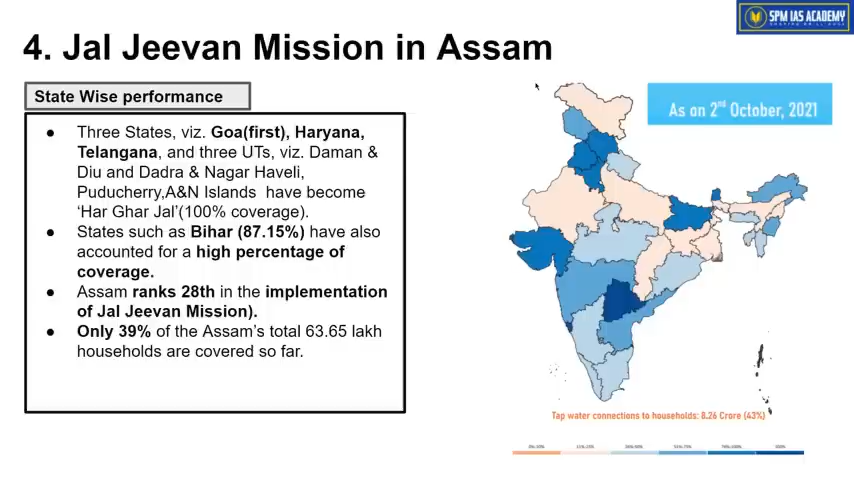 SPM IAS ACADEMY
4. Jal Jeevan Mission in Assam
State Wise performance
● Three States, viz. Goa(first), Haryana,
Telangana, and three UTs, viz. Daman &
Diu and Dadra & Nagar Haveli,
Puducherry,A&N Islands have become
‘Har Ghar Jal’(100% coverage).
● States such as Bihar (87.15%) have also
accounted for a high percentage of
coverage.
● Assam ranks 28th in the implementation
of Jal Jeevan Mission).
● Only 39% of the Assam's total 63.65 lakh
households are covered so far.
As on 2nd October, 2021
Tap water connections to households: 8.26 Crore (43%)